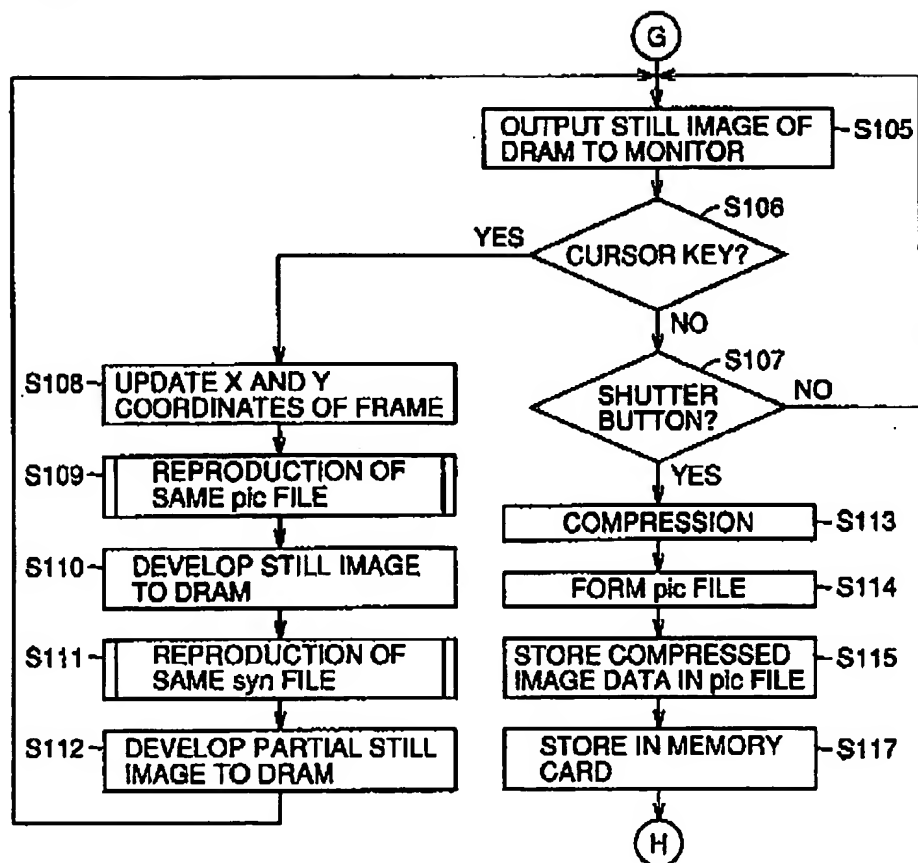 G
OUTPUT STILL IMAGE OF
DRAM TO MONITOR
S105
S106
YES
CURSOR KEY?
NO
S107
SHUTTER
BUTTON?
NO
YES
S108
UPDATE X AND Y
COORDINATES OF FRAME
S109
REPRODUCTION OF
SAME pic FILE
S110
DEVELOP STILL IMAGE
TO DRAM
S111
REPRODUCTION OF
SAME syn FILE
S112
DEVELOP PARTIAL STILL
IMAGE TO DRAM
COMPRESSION
S113
FORM pic FILE
S114
STORE COMPRESSED
IMAGE DATA IN pic FILE
S115
STORE IN MEMORY
CARD
S117
H